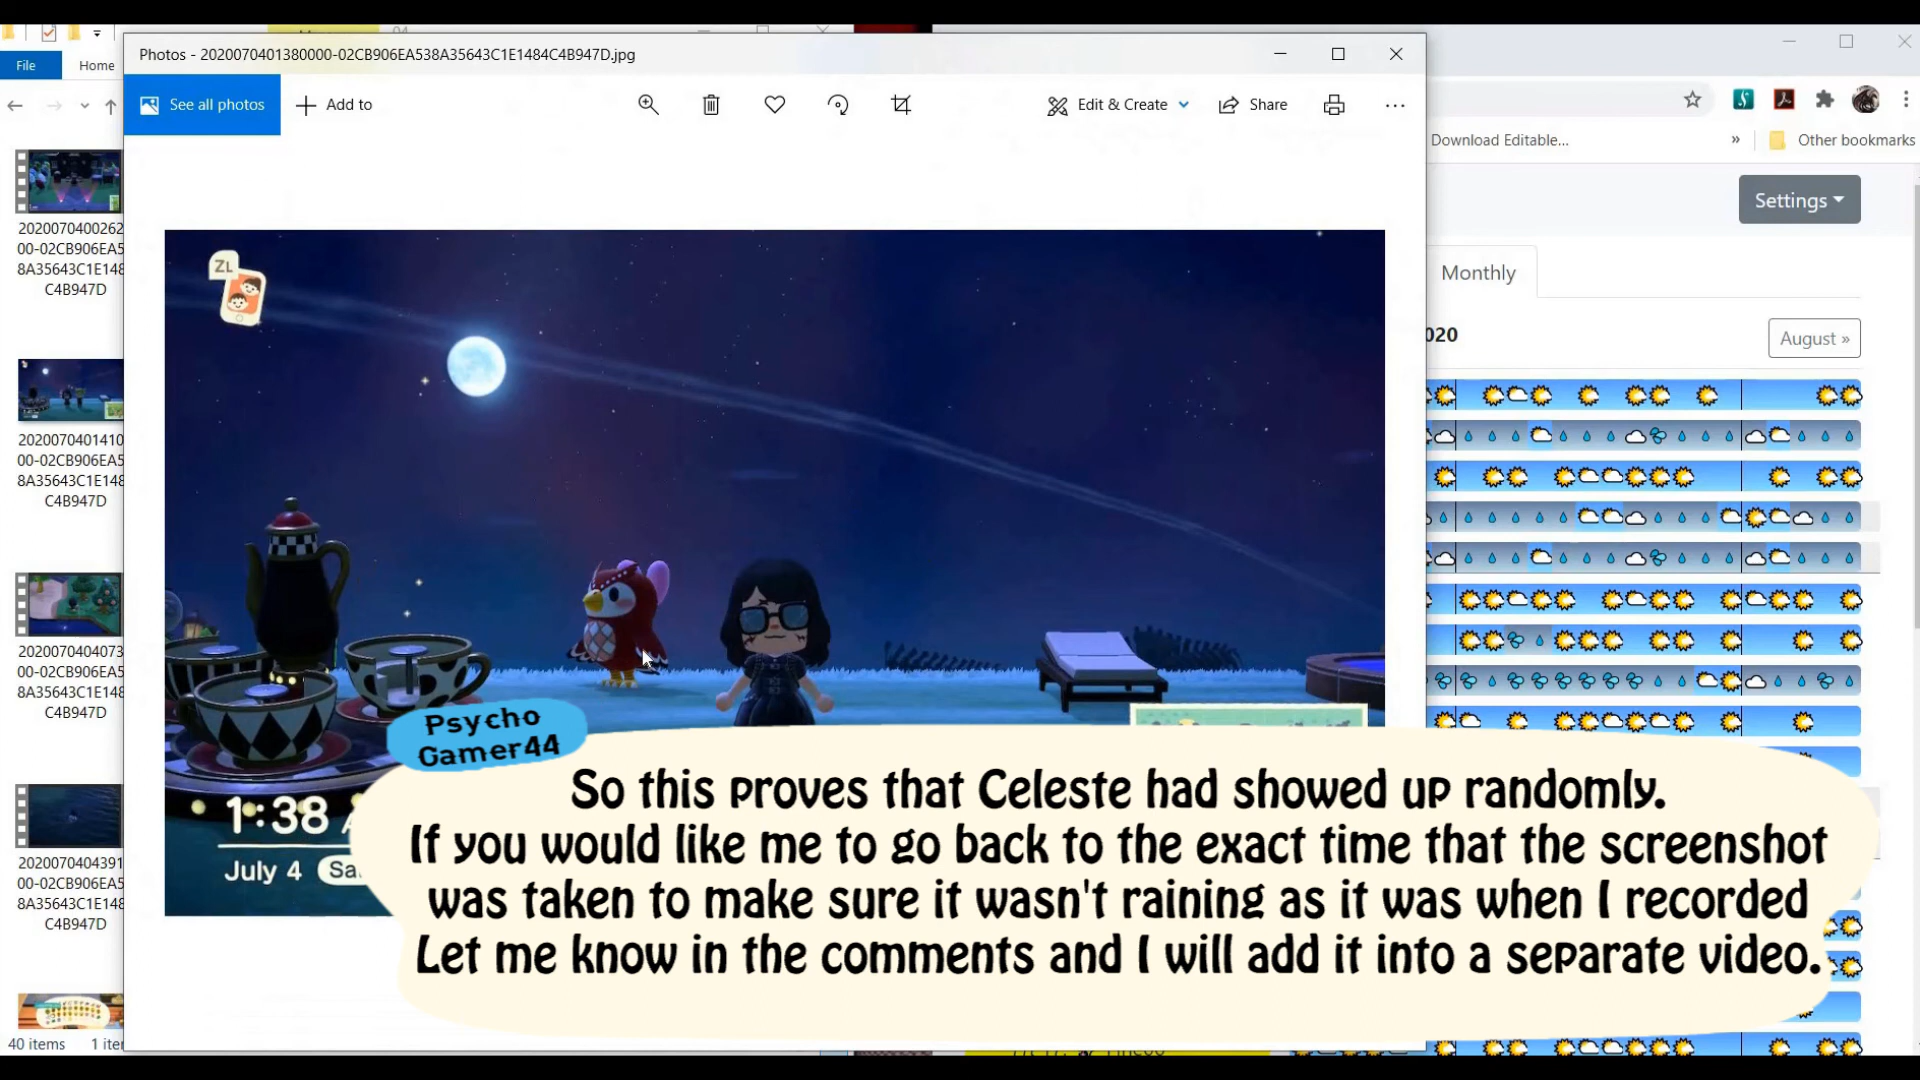 Photos - 2020070401380000-02CB906EA538A35643C1E1484C4B947D.jpg
File
Home
See all photos
Add to
Edit & Create
Share
Download Editable...
»
Other bookmarks
Settings
Monthly
020
August »
2020070400262
00-02CB906EA5
8A35643C1E148
C4B947D
2020070401410
00-02CB906EA5
8A35643C1E148
C4B947D
2020070404073
00-02CB906EA5
8A35643C1E148
C4B947D
2020070404391
00-02CB906EA5
8A35643C1E148
C4B947D
40 items
1 ite
ZL
1:38
July 4
Sa
Psycho
Gamer44
So this proves that Celeste had showed up randomly.
If you would like me to go back to the exact time that the screenshot
was taken to make sure it wasn't raining as it was when I recorded
Let me know in the comments and I will add it into a separate video.